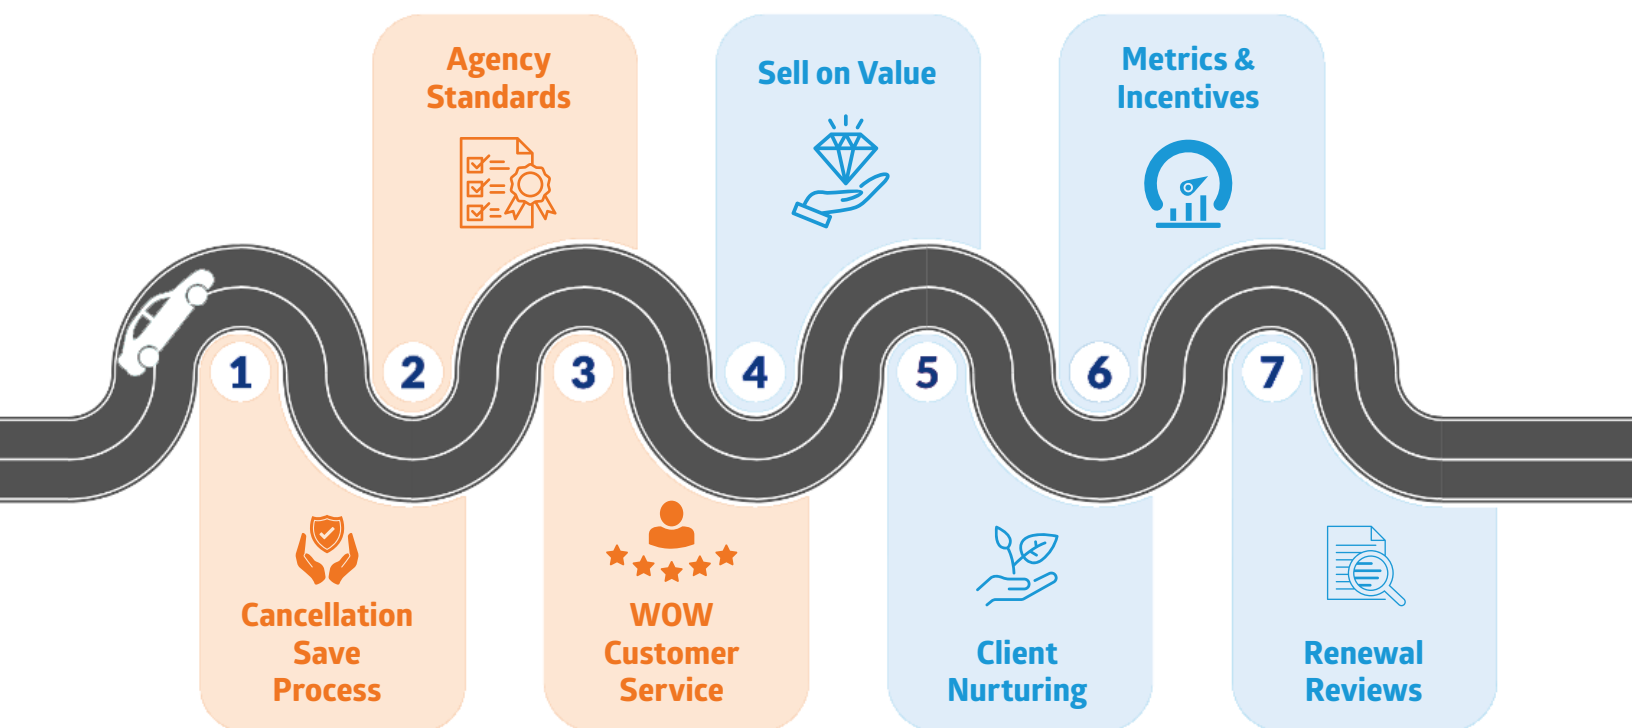 Agency
Standards
Sell on Value
Metrics &
Incentives
1
2
3
4
5
6
7
Cancellation
Save
Process
WOW
Customer
Service
Client
Nurturing
Renewal
Reviews